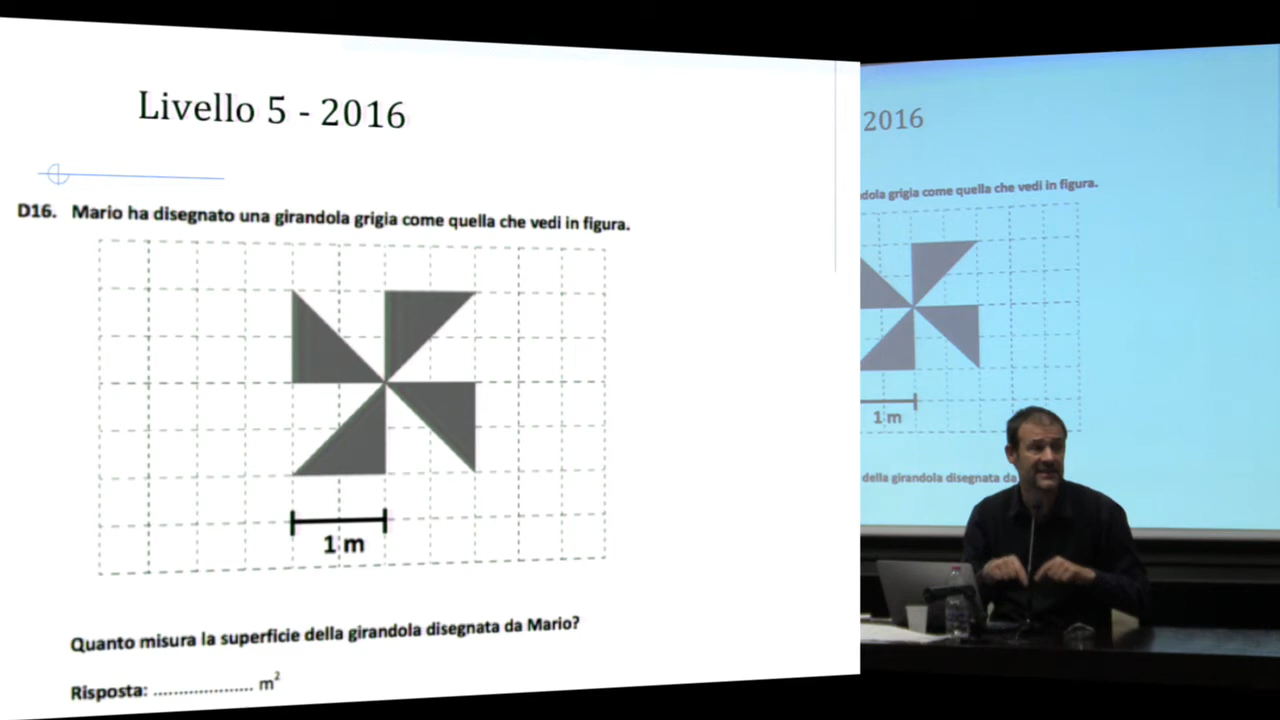 Livello 5 - 2016
D16. Mario ha disegnato una girandola grigia come quella che vedi in figura.
1 m
Quanto misura la superficie della girandola disegnata da Mario?
Risposta: ..................... m²
2016
dola grigia come quella che vedi in figura.
1 m
della girandola disegnata da